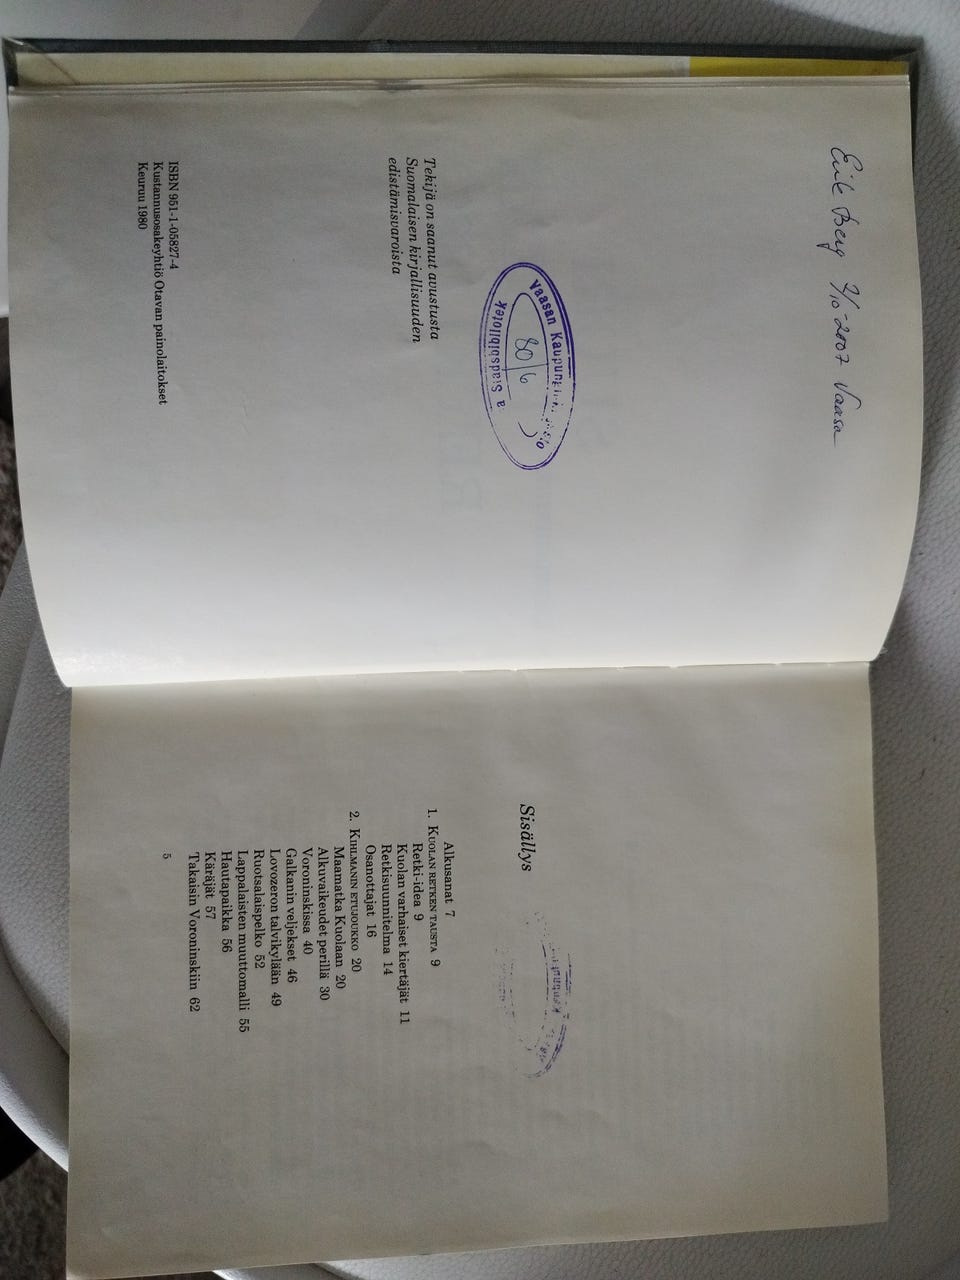 Erik Berg 9/10-2007 Vaasa
Vaasan Kaupungin
80/6
a Stadsbibliotek
Tekijä on saanut avustusta
Suomalaisen kirjallisuuden
edistämisvaroista
ISBN 951-1-05827-4
Kustannusosakeyhtiö Otavan painolaitokset
Keuruu 1980
Sisällys
Alkusanat 7
1. KUOLAN RETKEN TAUSTA 9
Retki-idea 9
Kuolan varhaiset kiertäjät 11
Retkisuunnitelma 14
Osanottajat 16
2. KIHLMANIN ETUJOUKKO 20
Maamatka Kuolaan 20
Alkuvaikeudet perillä 30
Voroninskissa 40
Galkanin veljekset 46
Lovozeron talvikylään 49
Ruotsalaispelko 52
Lappalaisten muuttomalli 55
Hautapaikka 56
Käräjät 57
Takaisin Voroninskiin 62
5